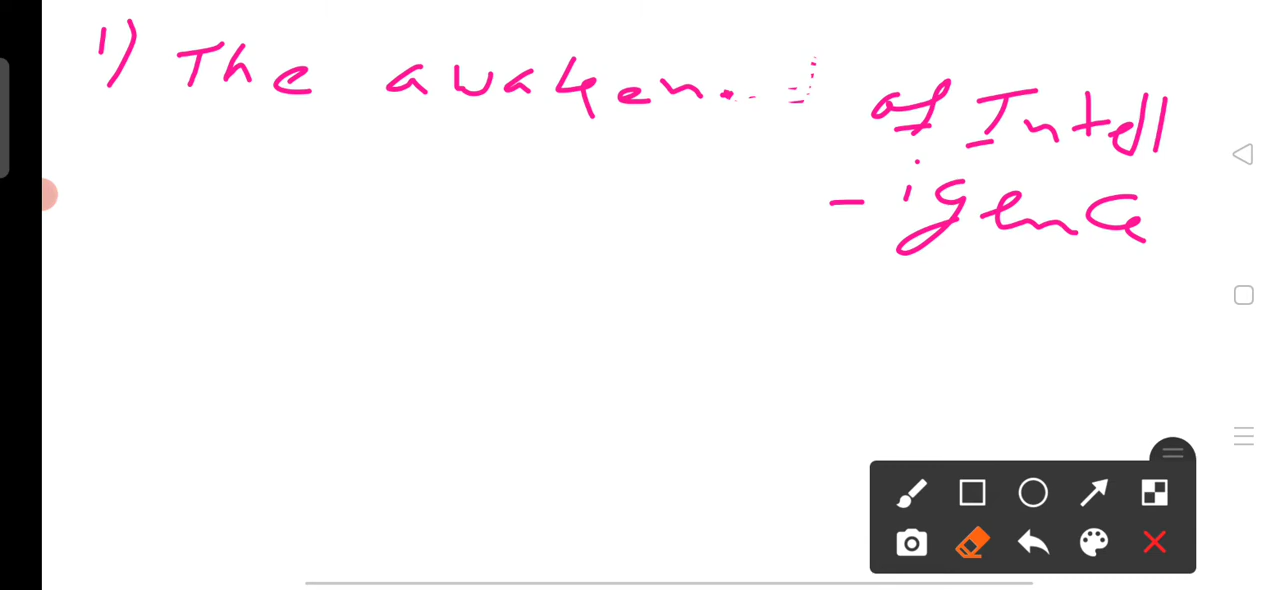 1) The awaken of Intell
-igence